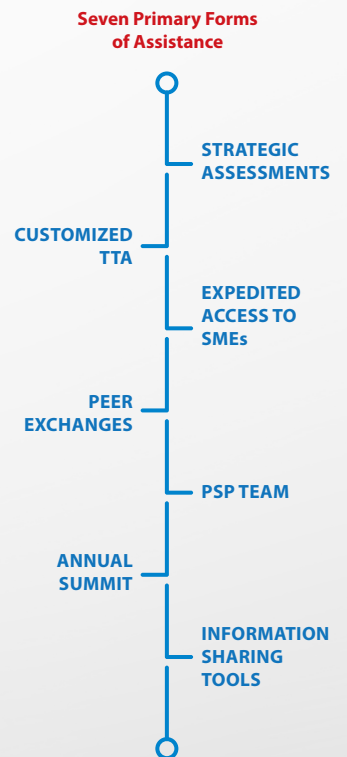 Seven Primary Forms
of Assistance
STRATEGIC
ASSESSMENTS
CUSTOMIZED
TTA
EXPEDITED
ACCESS TO
SMEs
PEER
EXCHANGES
PSP TEAM
ANNUAL
SUMMIT
INFORMATION
SHARING
TOOLS